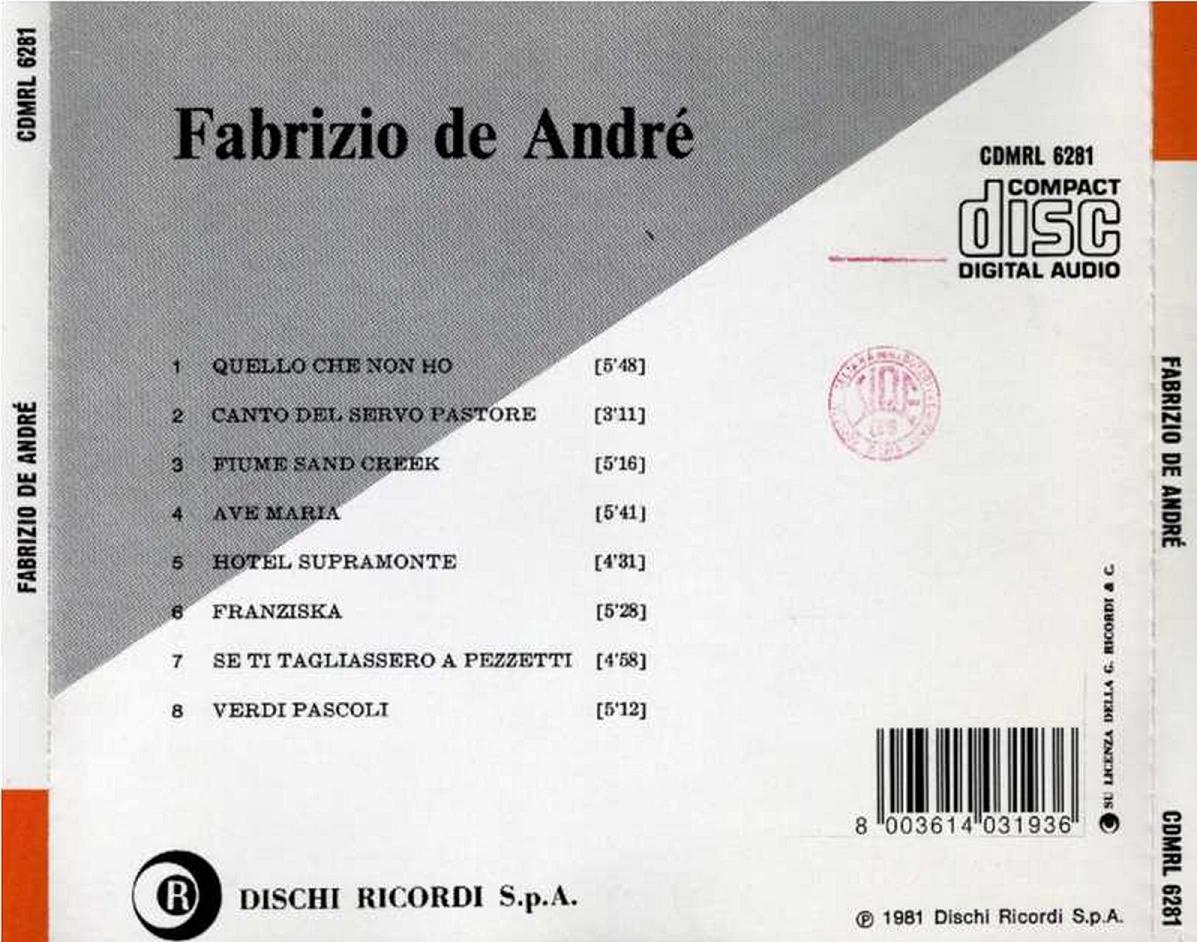 CDMRL 6281
FABRIZIO DE ANDRÉ
Fabrizio de André
CDMRL 6281
COMPACT
disc
DIGITAL AUDIO
1 QUELLO CHE NON HO [5'48]
2 CANTO DEL SERVO PASTORE [3'11]
3 FIUME SAND CREEK [5'16]
4 AVE MARIA [5'41]
5 HOTEL SUPRAMONTE [4'31]
6 FRANZISKA [5'28]
7 SE TI TAGLIASSERO A PEZZETTI [4'58]
8 VERDI PASCOLI [5'12]
SU LICENZA DELLA G. RICORDI & C.
8 003614 031936
R DISCHI RICORDI S.p.A.
℗ 1981 Dischi Ricordi S.p.A.
FABRIZIO DE ANDRÉ
CDMRL 6281